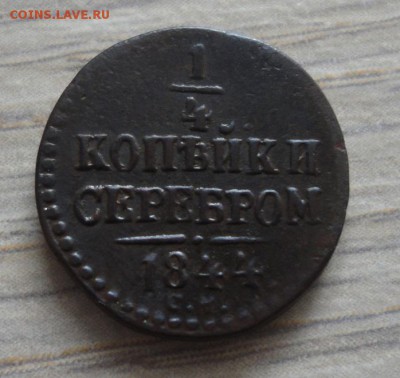 COINS.LAVE.RU
1
4
КОПѢЙКИ
СЕРЕБРОМ
1844